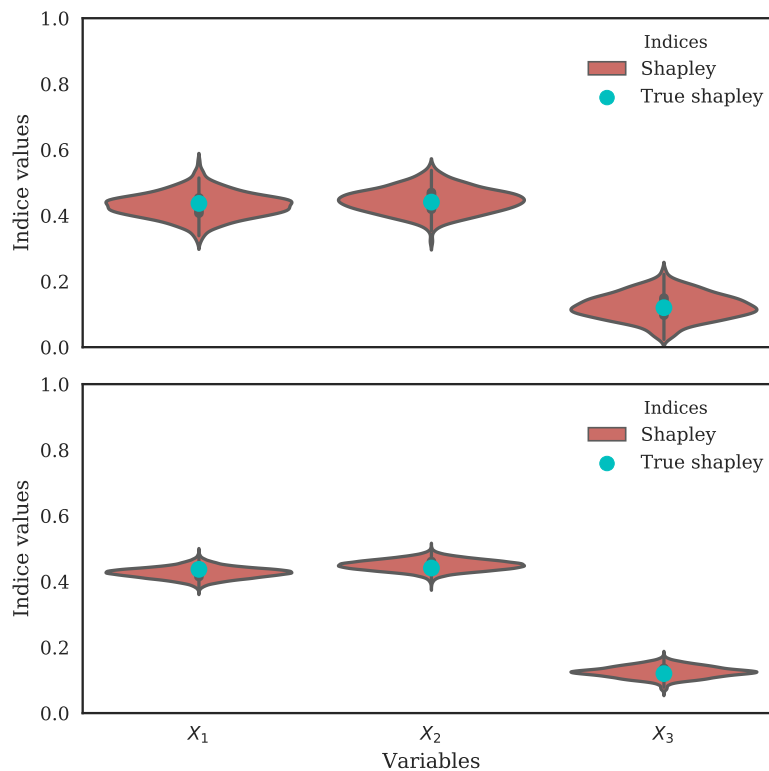 1.0
0.8
0.6
0.4
0.2
0.0
Indice values
Indices
Shapley
True shapley
1.0
0.8
0.6
0.4
0.2
0.0
Indice values
Indices
Shapley
True shapley
X₁ X₂ X₃
Variables